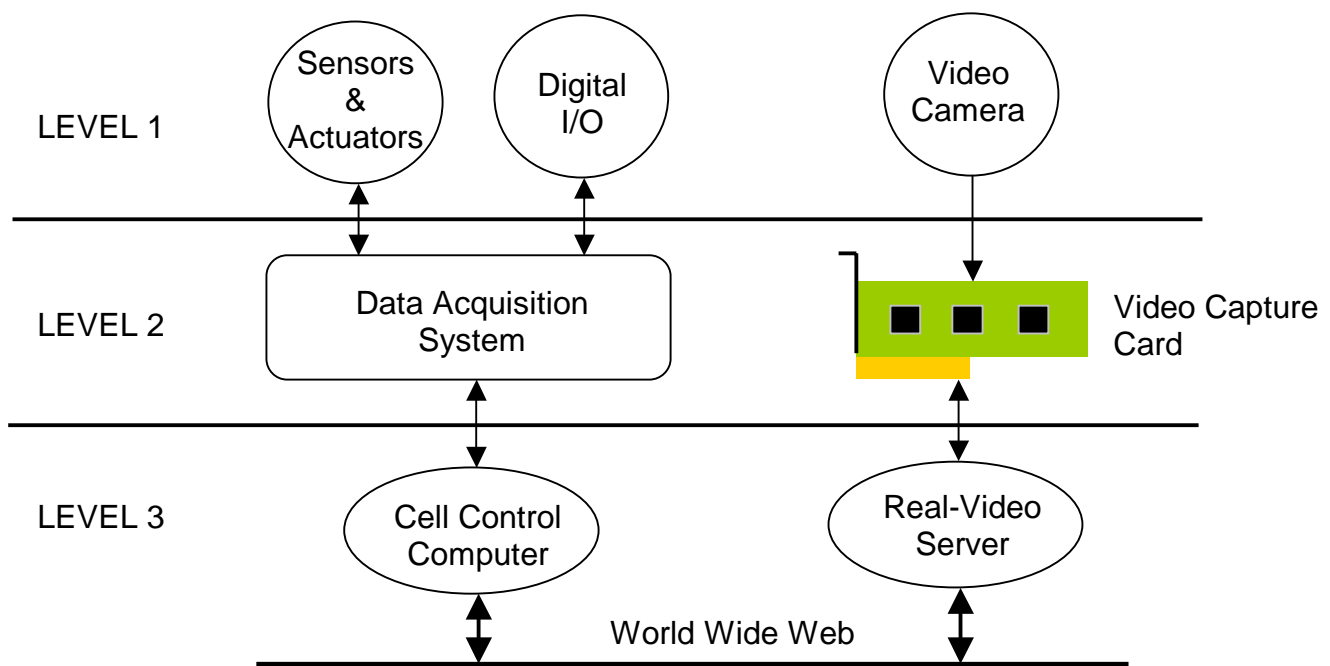 LEVEL 1
Sensors
&
Actuators
Digital
I/O
Video
Camera
LEVEL 2
Data Acquisition
System
Video Capture
Card
LEVEL 3
Cell Control
Computer
Real-Video
Server
World Wide Web